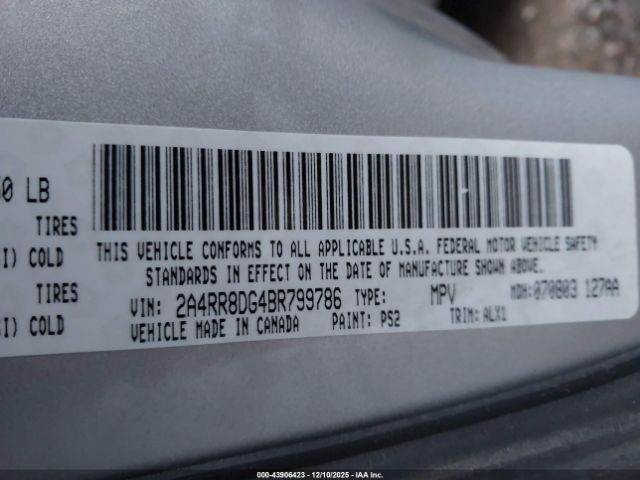 50 LB
TIRES
I) COLD
TIRES
SI) COLD
THIS VEHICLE CONFORMS TO ALL APPLICABLE U.S.A. FEDERAL MOTOR VEHICLE SAFETY
STANDARDS IN EFFECT ON THE DATE OF MANUFACTURE SHOWN ABOVE.
VIN: 2A4RR8DG4BR799786 TYPE: MPV MDH:070803 127AA
VEHICLE MADE IN CANADA PAINT: PS2 TRIM: ALX1
000-43906423 - 12/10/2025 - IAA Inc.